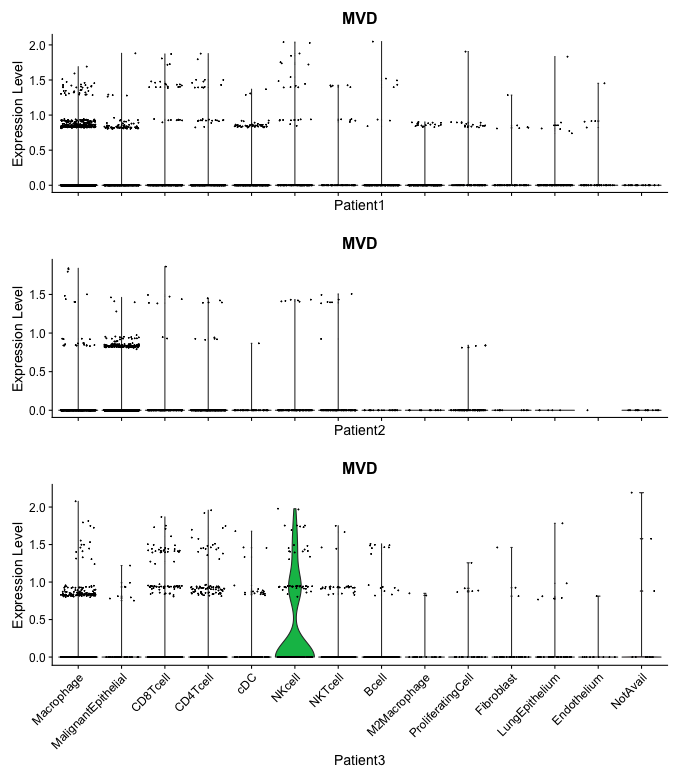 MVD
Expression Level
2.0
1.5
1.0
0.5
0.0
Patient1
MVD
Expression Level
1.5
1.0
0.5
0.0
Patient2
MVD
Expression Level
2.0
1.5
1.0
0.5
0.0
Macrophage
MalignantEpithelial
CD8Tcell
CD4Tcell
cDC
NKcell
NKTcell
Bcell
M2Macrophage
ProliferatingCell
Fibroblast
LungEpithelium
Endothelium
NotAvail
Patient3